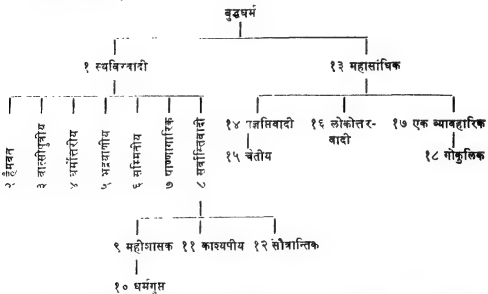 बुद्धधर्म
१ स्थविरवादी
१३ महासांघिक
२ हैमवत
३ वात्सीपुत्रीय
४ धर्मोत्तरीय
५ भद्रयाणीय
६ सम्मितीय
७ पाण्णागारिक
८ सर्वास्तिवादी
१४ प्रज्ञप्तिवादी
१६ लोकोत्तर-
वादी
१७ एक व्यावहारिक
१५ चेतीय
१८ गोकुलिक
९ महीशासक
११ काश्यपीय
१२ सौत्रान्तिक
१० धर्मगुप्त